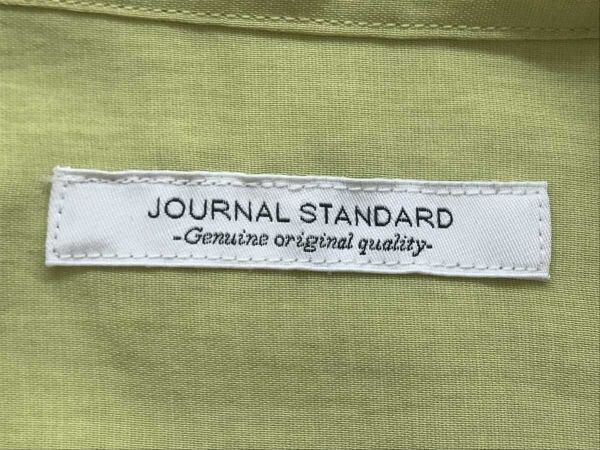 JOURNAL STANDARD
-Genuine original quality-